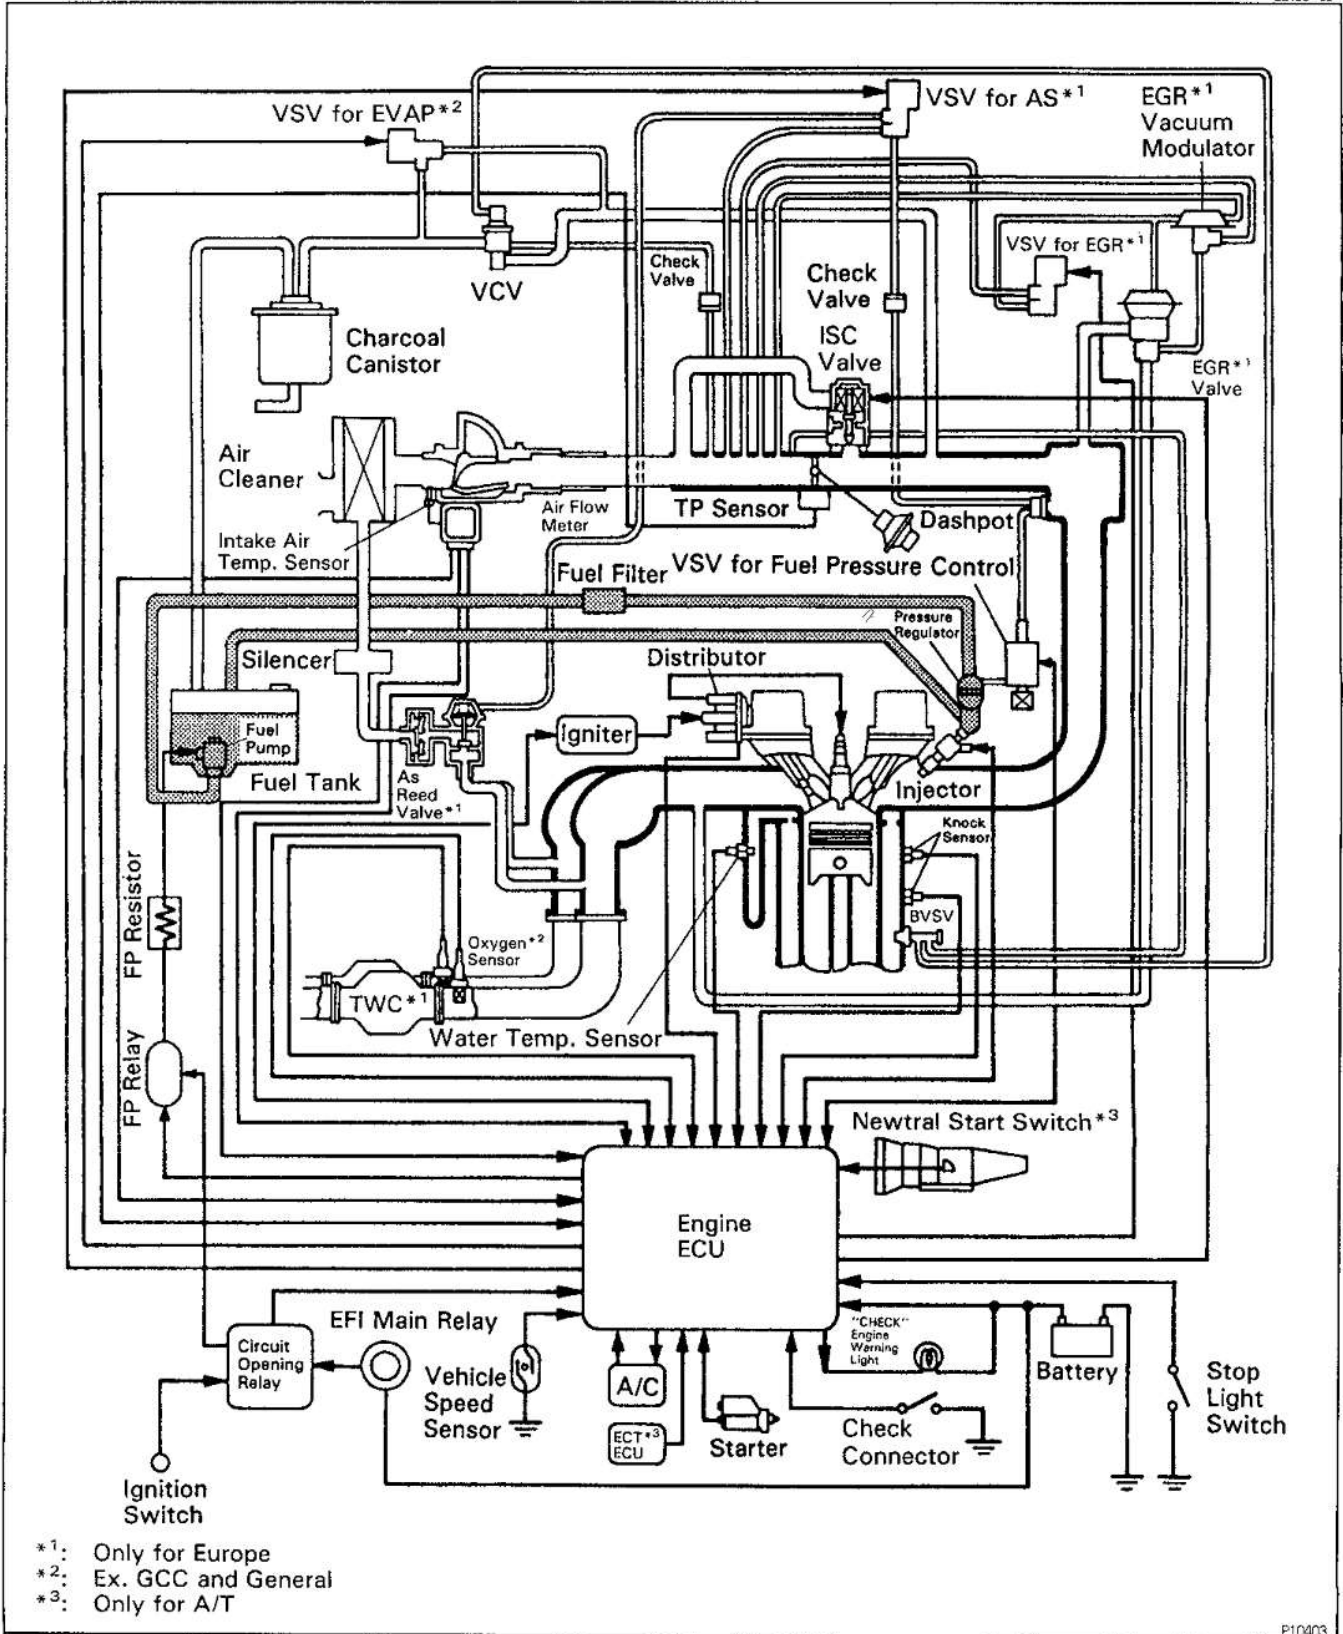 VSV for EVAP*2
VSV for AS*1
EGR*1
Vacuum
Modulator
VSV for EGR*1
Check
Valve
VCV
Check
Valve
ISC
Valve
Charcoal
Canistor
EGR*1
Valve
Air
Cleaner
TP Sensor
Air Flow
Meter
Dashpot
Intake Air
Temp. Sensor
Fuel Filter
VSV for Fuel Pressure Control
Pressure
Regulator
Silencer
Distributor
Fuel
Pump
Igniter
Fuel Tank
As
Reed
Valve*1
Injector
Knock
Sensor
FP Resistor
BVSV
Oxygen*2
Sensor
TWC*1
Water Temp. Sensor
FP Relay
Newtral Start Switch*3
Engine
ECU
EFI Main Relay
Circuit
Opening
Relay
"CHECK"
Engine
Warning
Light
Vehicle
Speed
Sensor
A/C
Battery
Stop
Light
Switch
ECT*3
ECU
Starter
Check
Connector
Ignition
Switch
*1: Only for Europe
*2: Ex. GCC and General
*3: Only for A/T
P10403